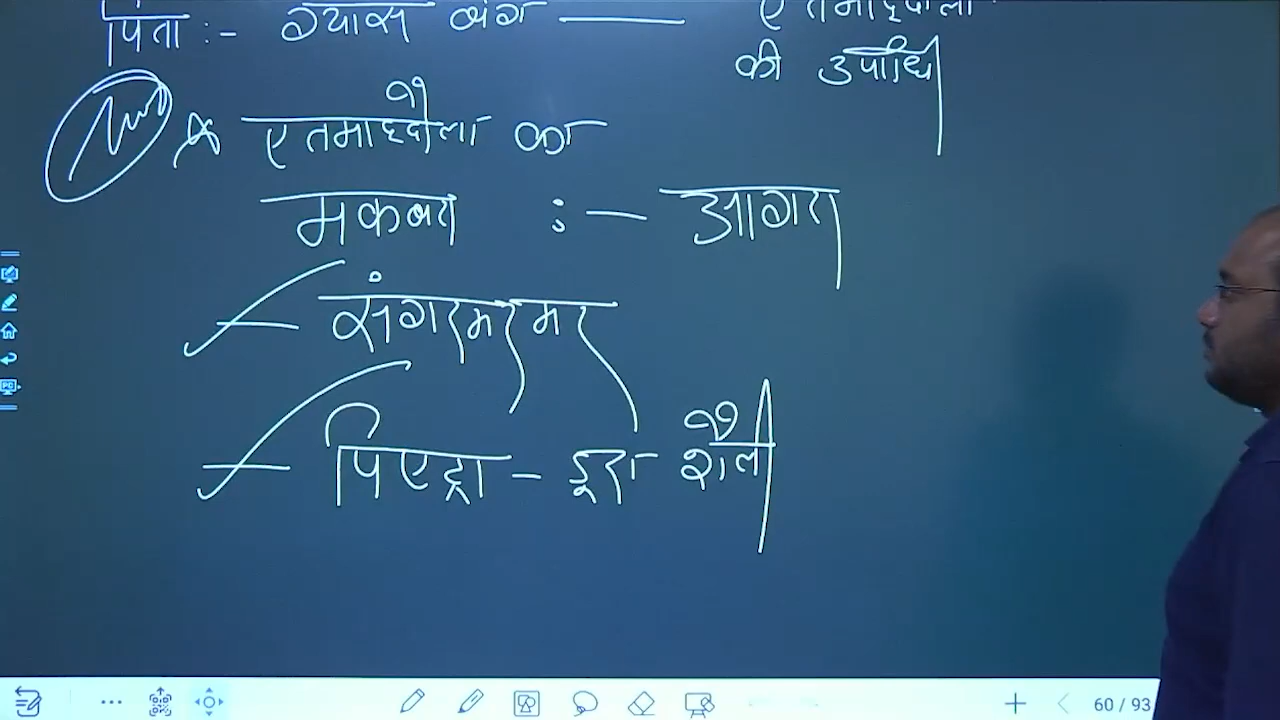 पिता :- ग्यास बेग — एतमाद्दौला
की उपाधि
एतमाद्दौला का
मकबरा :- आगरा
संगमरमर
पिएट्रा - डूरा शैली
60 / 93